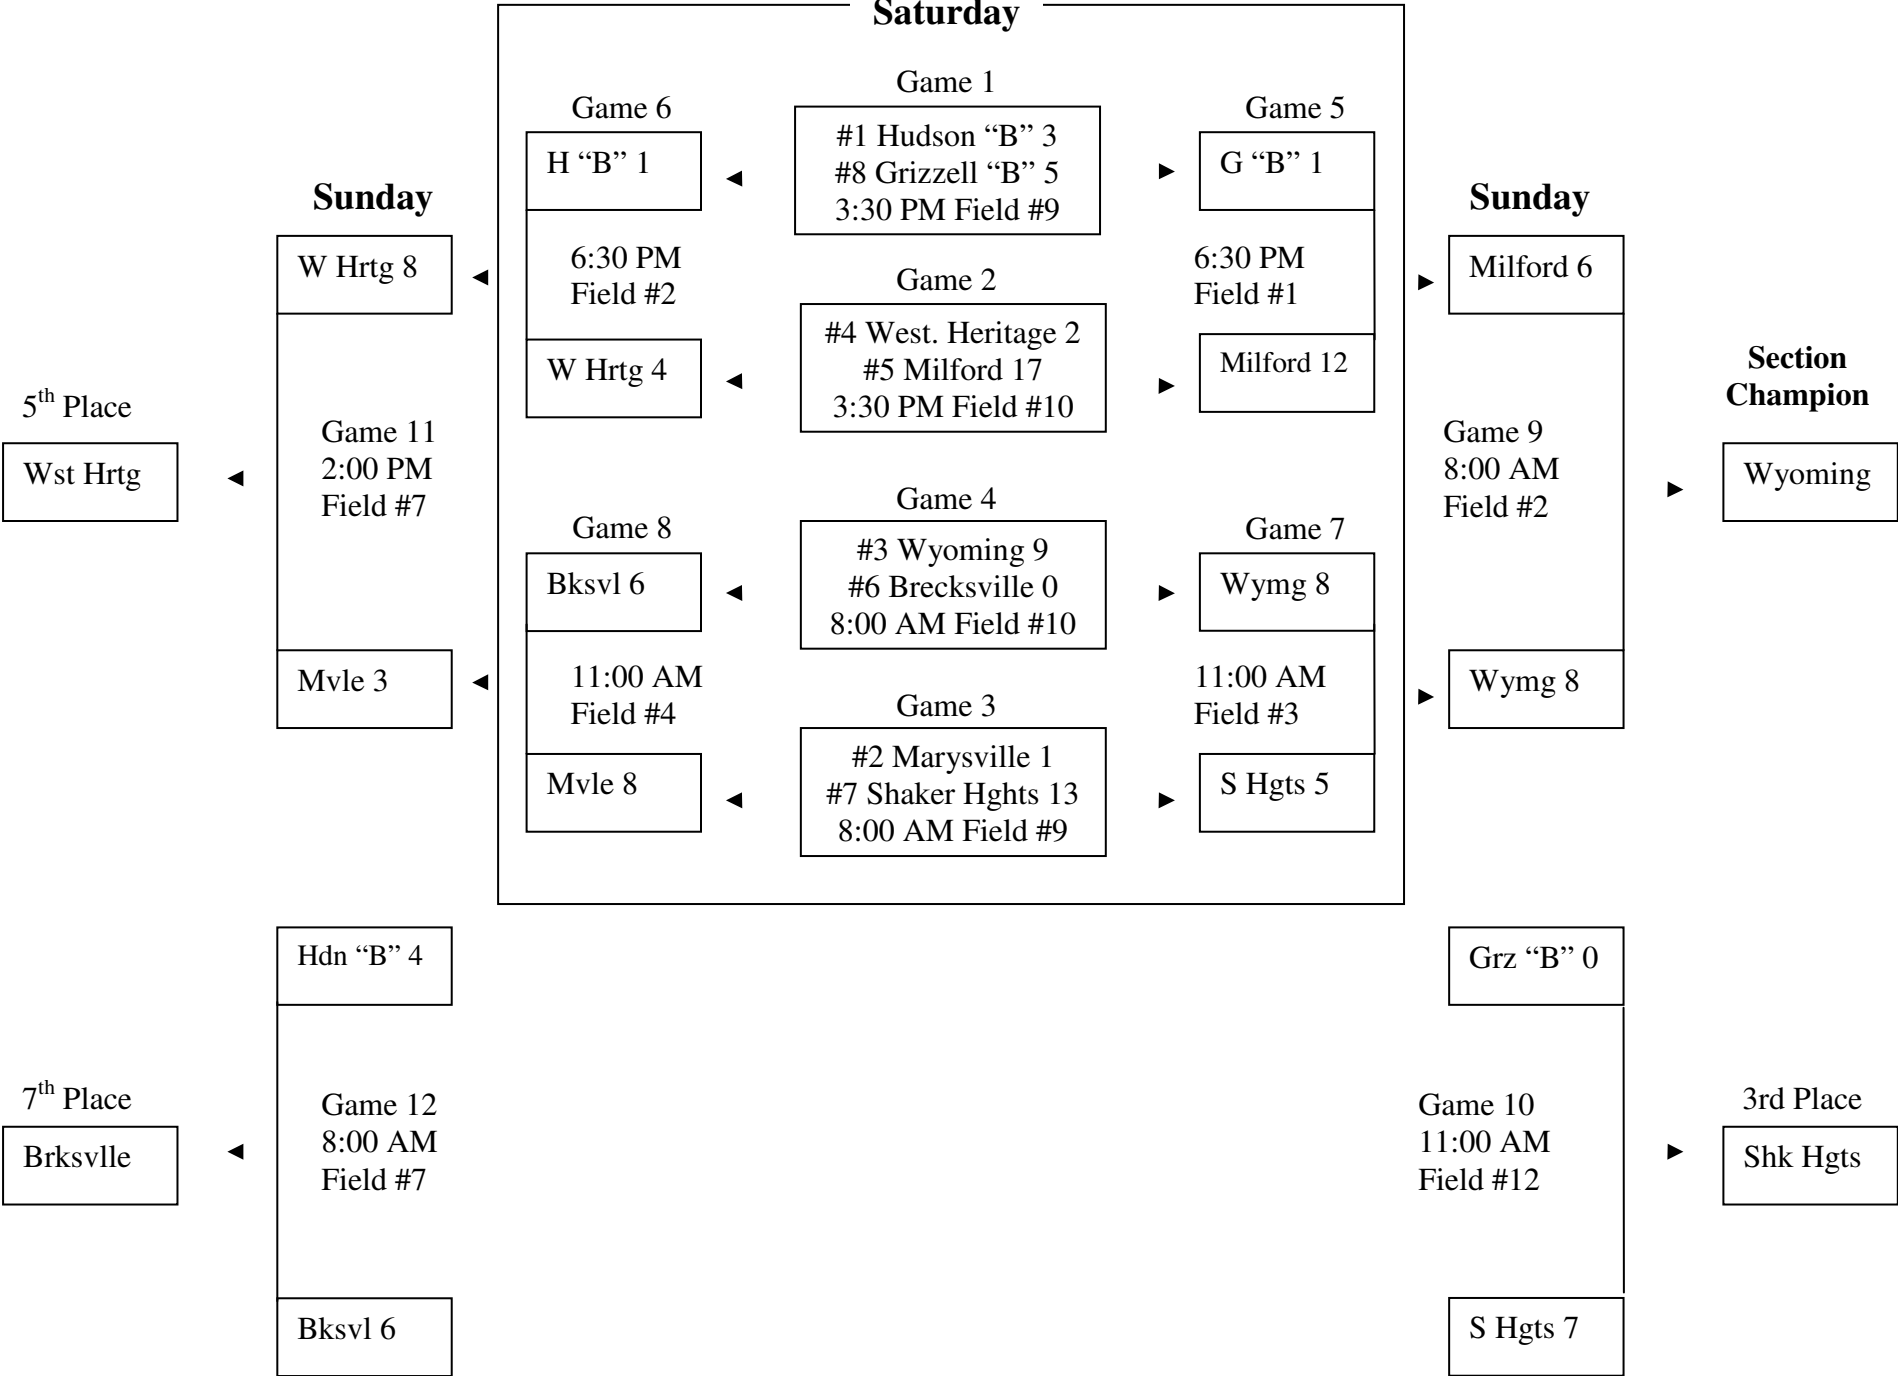 Saturday
Game 1
Game 6
Game 5
#1 Hudson “B” 3
#8 Grizzell “B” 5
3:30 PM Field #9
H “B” 1
G “B” 1
Sunday
Sunday
W Hrtg 8
6:30 PM
Field #2
Game 2
6:30 PM
Field #1
Milford 6
#4 West. Heritage 2
#5 Milford 17
3:30 PM Field #10
W Hrtg 4
Milford 12
Section
Champion
5th Place
Wst Hrtg
Game 11
2:00 PM
Field #7
Game 9
8:00 AM
Field #2
Wyoming
Game 4
Game 8
Game 7
#3 Wyoming 9
#6 Brecksville 0
8:00 AM Field #10
Bksvl 6
Wymg 8
Mvle 3
11:00 AM
Field #4
Game 3
11:00 AM
Field #3
Wymg 8
#2 Marysville 1
#7 Shaker Hghts 13
8:00 AM Field #9
Mvle 8
S Hgts 5
Hdn “B” 4
Grz “B” 0
7th Place
Brksvlle
Game 12
8:00 AM
Field #7
Game 10
11:00 AM
Field #12
3rd Place
Shk Hgts
Bksvl 6
S Hgts 7